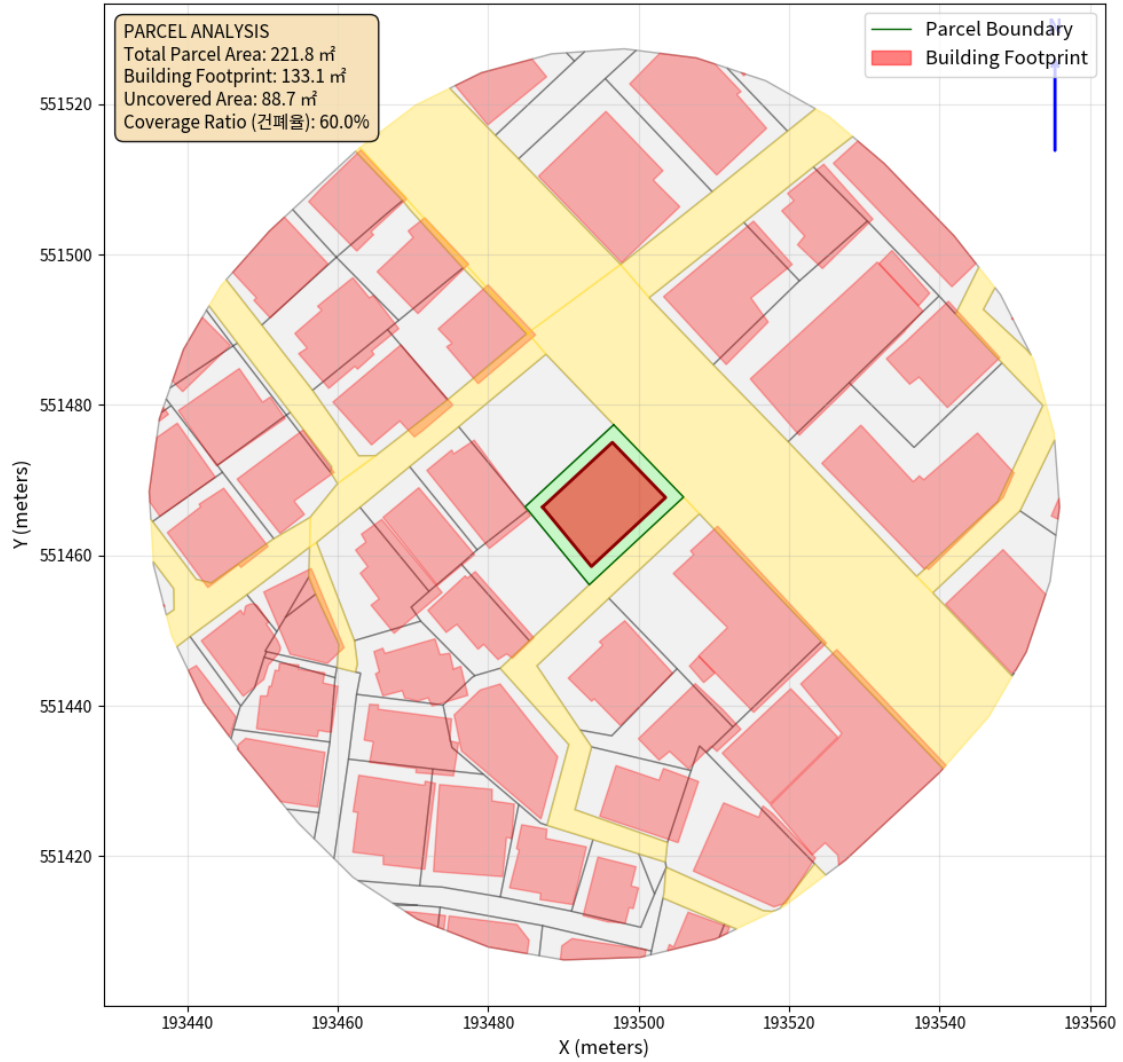 PARCEL ANALYSIS
Total Parcel Area: 221.8 ㎡
Building Footprint: 133.1 ㎡
Uncovered Area: 88.7 ㎡
Coverage Ratio (건폐율): 60.0%
Parcel Boundary
Building Footprint
N
551520
551500
551480
551460
551440
551420
Y (meters)
193440
193460
193480
193500
193520
193540
193560
X (meters)